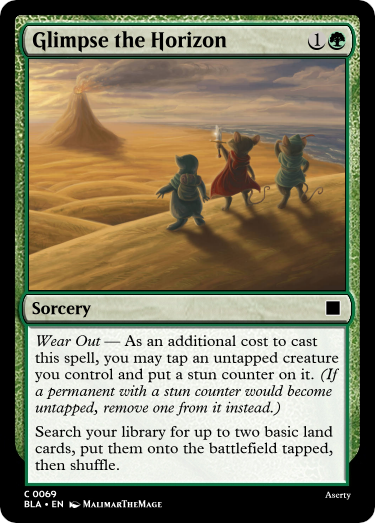 Glimpse the Horizon 1
Sorcery
Wear Out — As an additional cost to cast
this spell, you may tap an untapped creature
you control and put a stun counter on it. (If
a permanent with a stun counter would become
untapped, remove one from it instead.)
Search your library for up to two basic land
cards, put them onto the battlefield tapped,
then shuffle.
C 0069
BLA • EN MalimarTheMage
Aserty